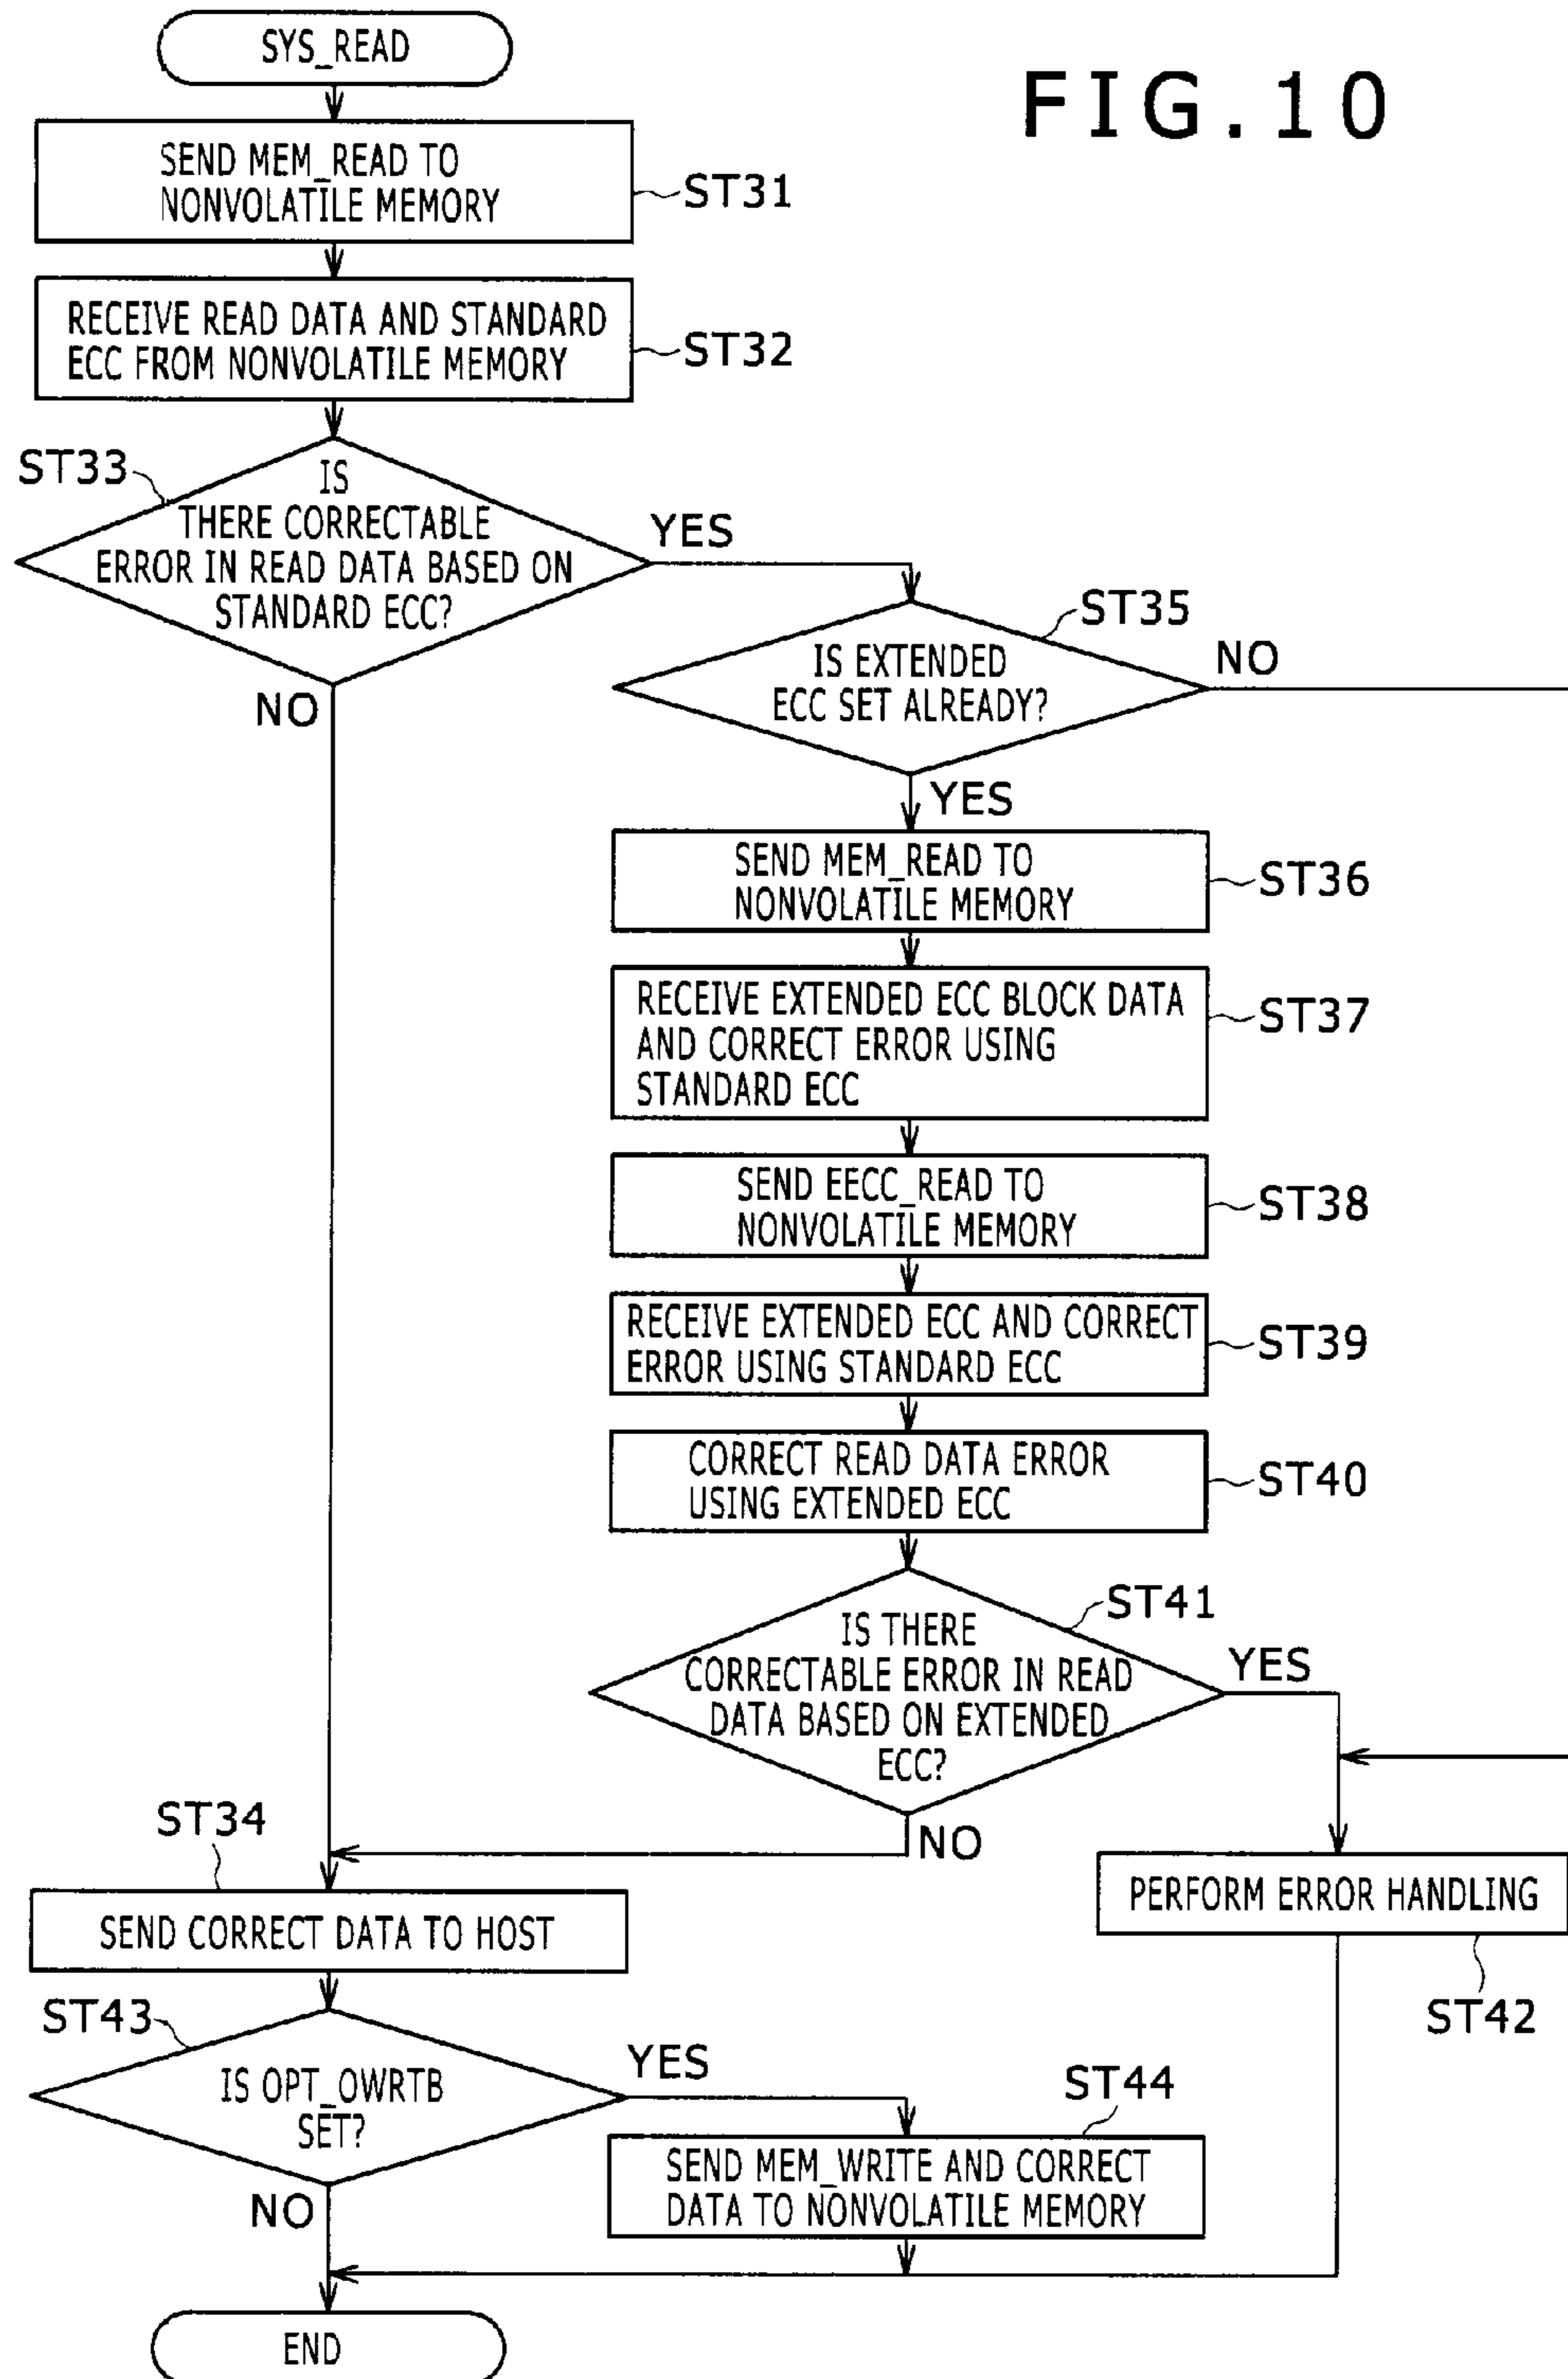 SYS_READ
FIG.10
SEND MEM_READ TO
NONVOLATILE MEMORY
ST31
RECEIVE READ DATA AND STANDARD
ECC FROM NONVOLATILE MEMORY
ST32
ST33
IS
THERE CORRECTABLE
ERROR IN READ DATA BASED ON
STANDARD ECC?
YES
NO
ST35
IS EXTENDED
ECC SET ALREADY?
NO
YES
SEND MEM_READ TO
NONVOLATILE MEMORY
ST36
RECEIVE EXTENDED ECC BLOCK DATA
AND CORRECT ERROR USING
STANDARD ECC
ST37
SEND EECC_READ TO
NONVOLATILE MEMORY
ST38
RECEIVE EXTENDED ECC AND CORRECT
ERROR USING STANDARD ECC
ST39
CORRECT READ DATA ERROR
USING EXTENDED ECC
ST40
ST41
IS THERE
CORRECTABLE ERROR IN READ
DATA BASED ON EXTENDED
ECC?
YES
NO
ST34
SEND CORRECT DATA TO HOST
PERFORM ERROR HANDLING
ST42
ST43
IS OPT_OWRTB
SET?
YES
NO
ST44
SEND MEM_WRITE AND CORRECT
DATA TO NONVOLATILE MEMORY
END